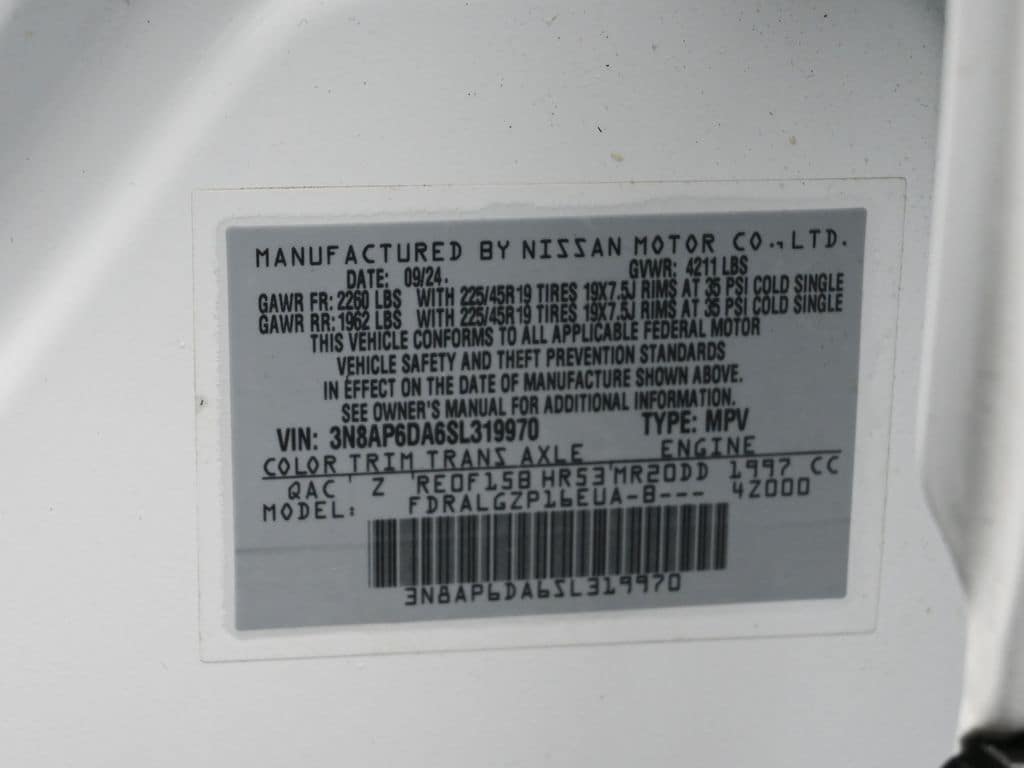 MANUFACTURED BY NISSAN MOTOR CO., LTD.
DATE: 09/24. GVWR: 4211 LBS
GAWR FR: 2260 LBS WITH 225/45R19 TIRES 19X7.5J RIMS AT 35 PSI COLD SINGLE
GAWR RR: 1962 LBS WITH 225/45R19 TIRES 19X7.5J RIMS AT 35 PSI COLD SINGLE
THIS VEHICLE CONFORMS TO ALL APPLICABLE FEDERAL MOTOR
VEHICLE SAFETY AND THEFT PREVENTION STANDARDS
IN EFFECT ON THE DATE OF MANUFACTURE SHOWN ABOVE.
SEE OWNER'S MANUAL FOR ADDITIONAL INFORMATION.
VIN: 3N8AP6DA6SL319970 TYPE: MPV
COLOR TRIM TRANS AXLE ENGINE
QAC Z RE0F15B HR53 MR20DD 1997 CC
MODEL: FDRALGZP16EUA-B--- 4Z000
3N8AP6DA6SL319970